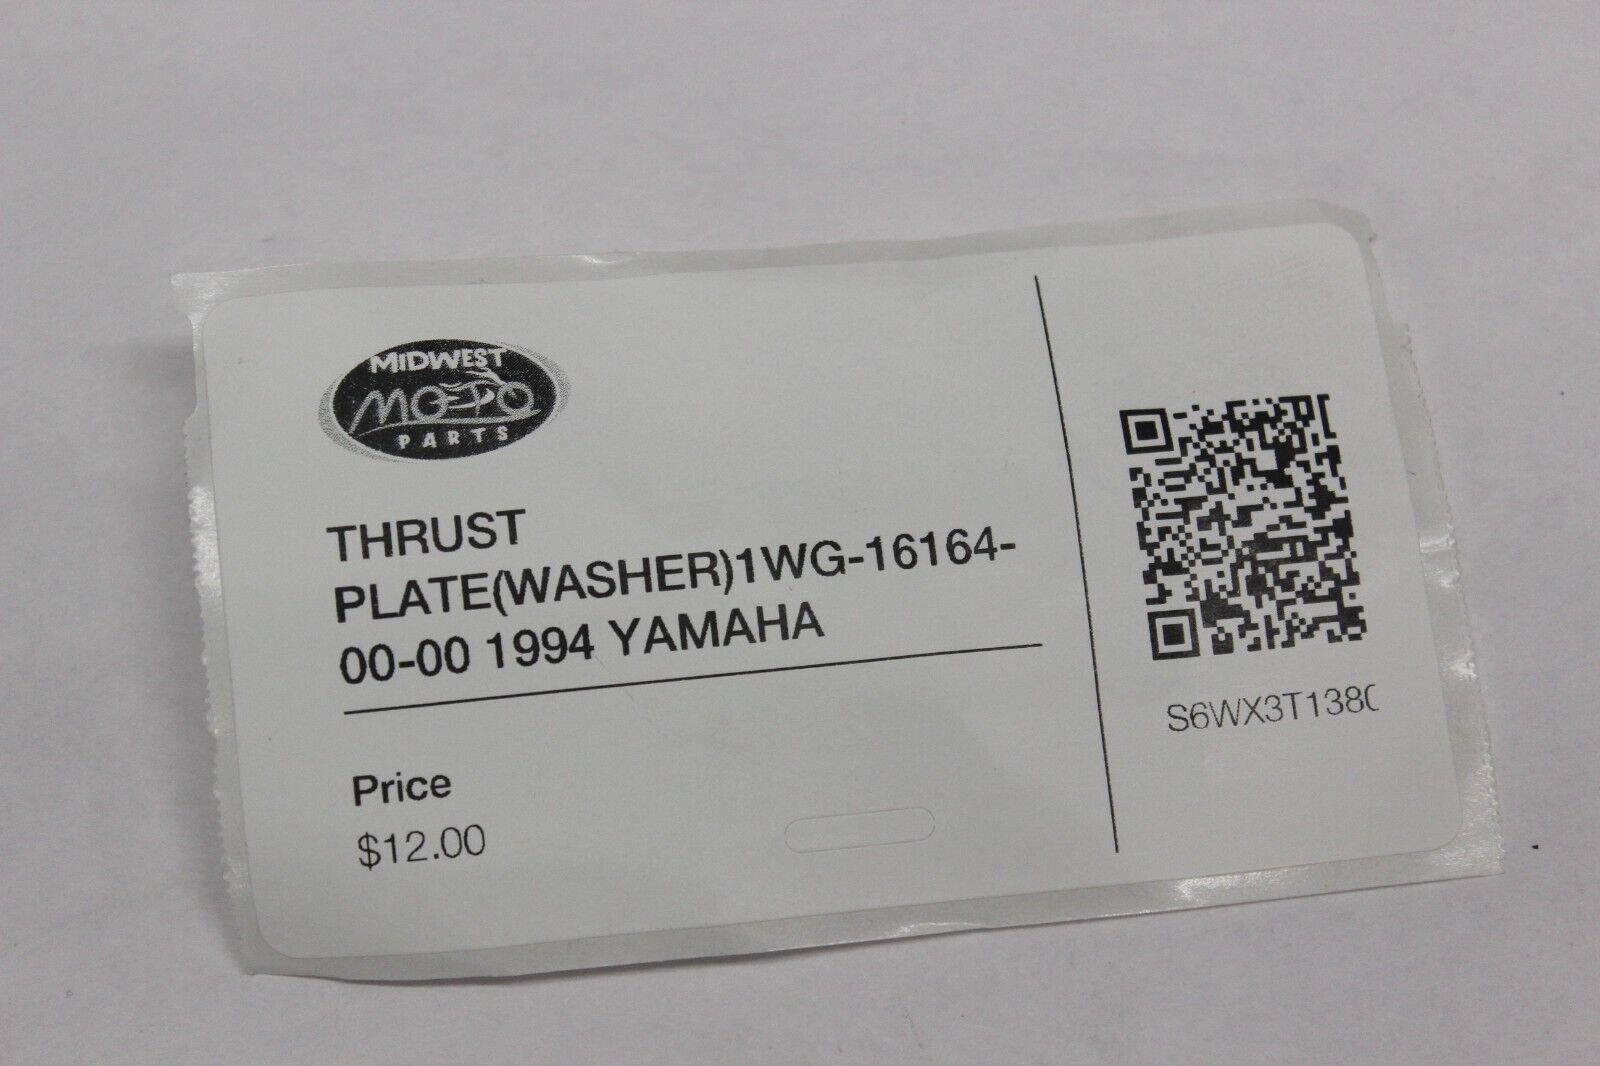 MIDWEST
MOTO
PARTS
THRUST
PLATE(WASHER)1WG-16164-
00-00 1994 YAMAHA
Price
$12.00
S6WX3T1380